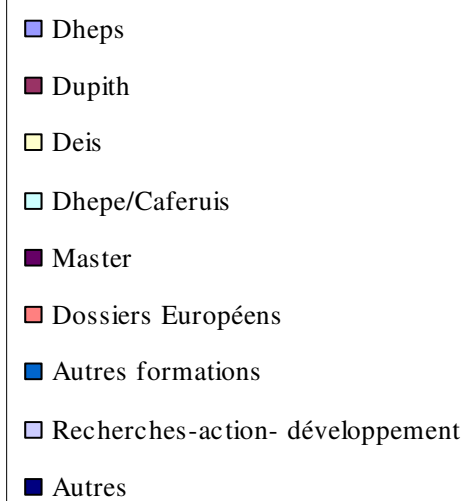 Dheps
Dupith
Deis
Dhepe/Caferuis
Master
Dossiers Européens
Autres formations
Recherches-action- développement
Autres